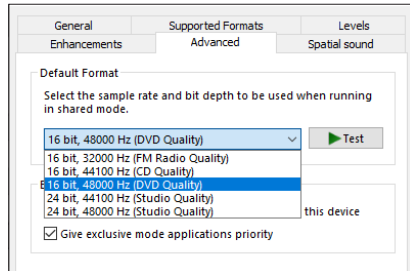 General
Supported Formats
Levels
Enhancements
Advanced
Spatial sound
Default Format
Select the sample rate and bit depth to be used when running
in shared mode.
16 bit, 48000 Hz (DVD Quality)
Test
16 bit, 32000 Hz (FM Radio Quality)
16 bit, 44100 Hz (CD Quality)
16 bit, 48000 Hz (DVD Quality)
24 bit, 44100 Hz (Studio Quality)
24 bit, 48000 Hz (Studio Quality)
this device
Give exclusive mode applications priority